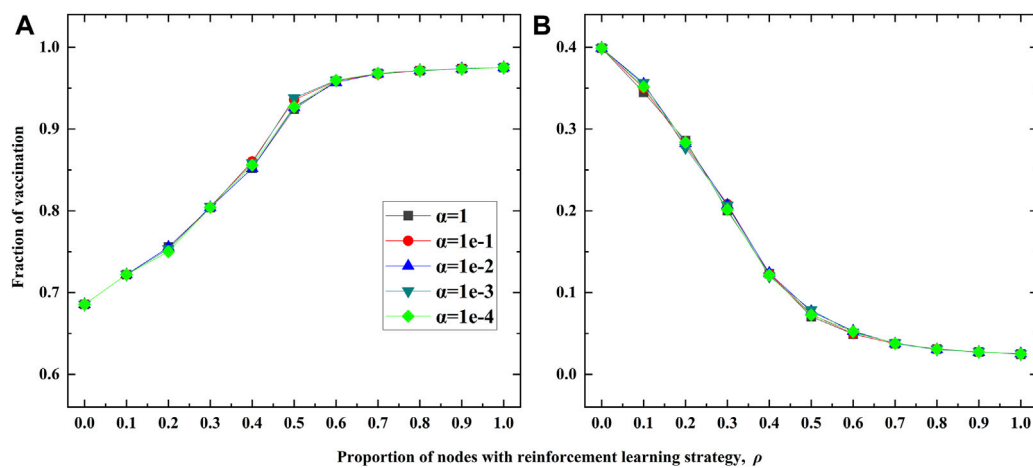 A
B
Fraction of vaccination
1.0
0.9
0.8
0.7
0.6
0.4
0.3
0.2
0.1
0.0
α=1
α=1e-1
α=1e-2
α=1e-3
α=1e-4
0.0 0.1 0.2 0.3 0.4 0.5 0.6 0.7 0.8 0.9 1.0
0.0 0.1 0.2 0.3 0.4 0.5 0.6 0.7 0.8 0.9 1.0
Proportion of nodes with reinforcement learning strategy, ρ